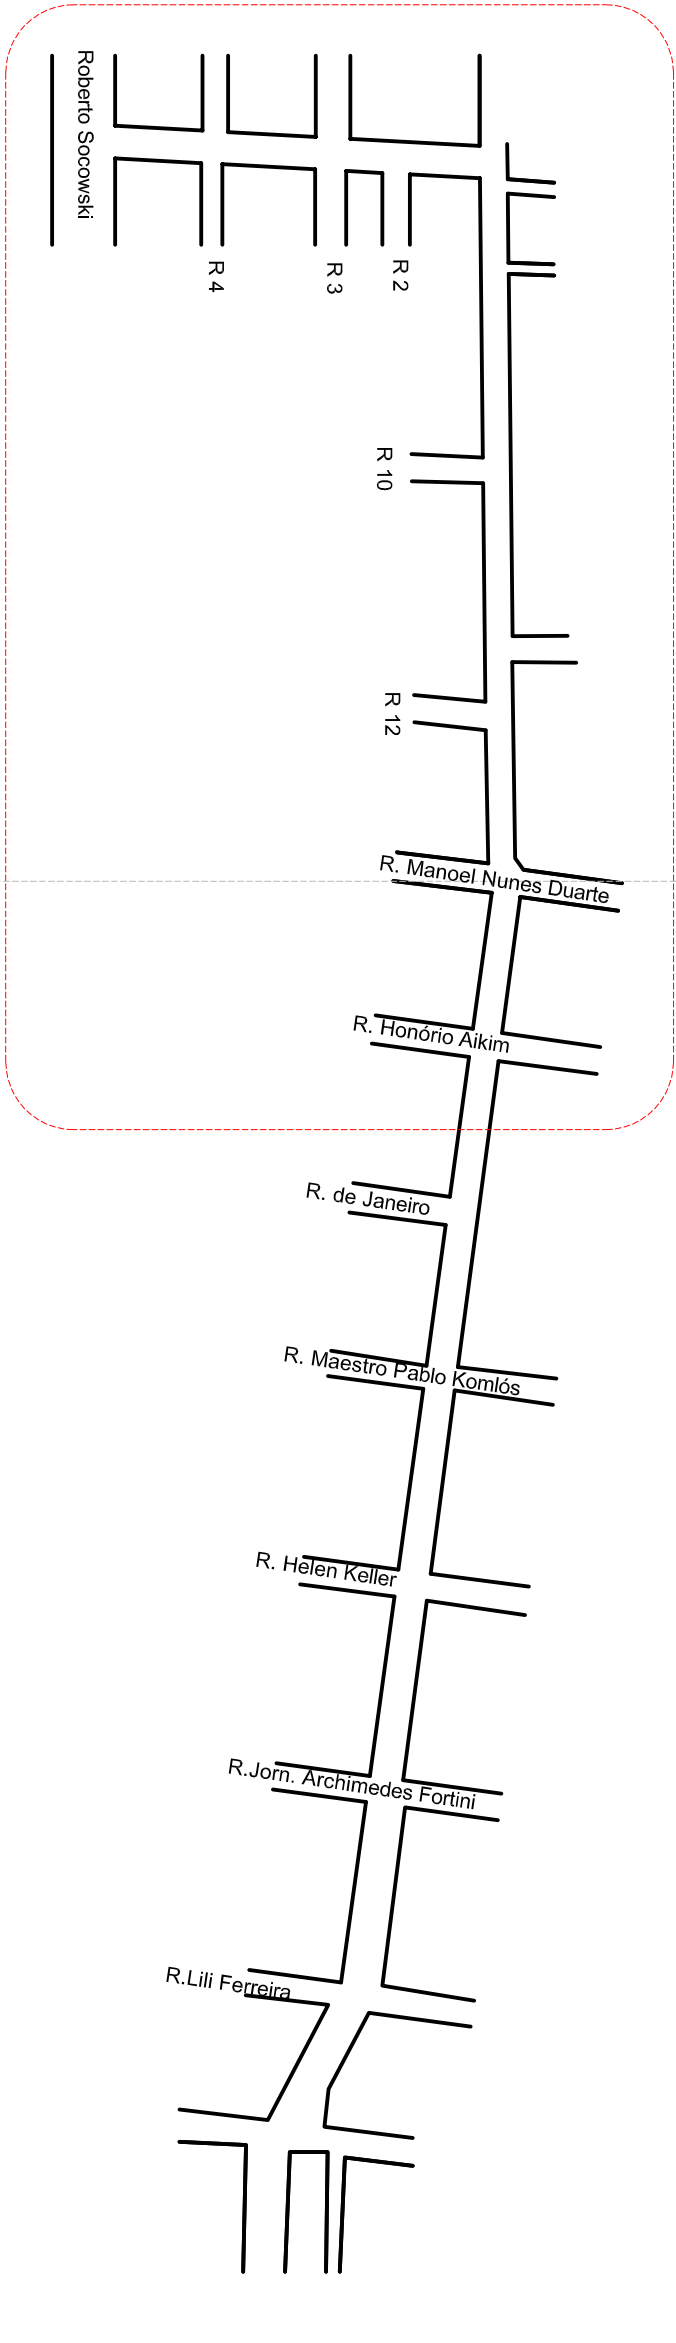 Roberto Socowski
R 4
R 3
R 2
R 10
R 12
R. Manoel Nunes Duarte
R. Honório Aikim
R. de Janeiro
R. Maestro Pablo Komlós
R. Helen Keller
R.Jorn. Archimedes Fortini
R.Lili Ferreira